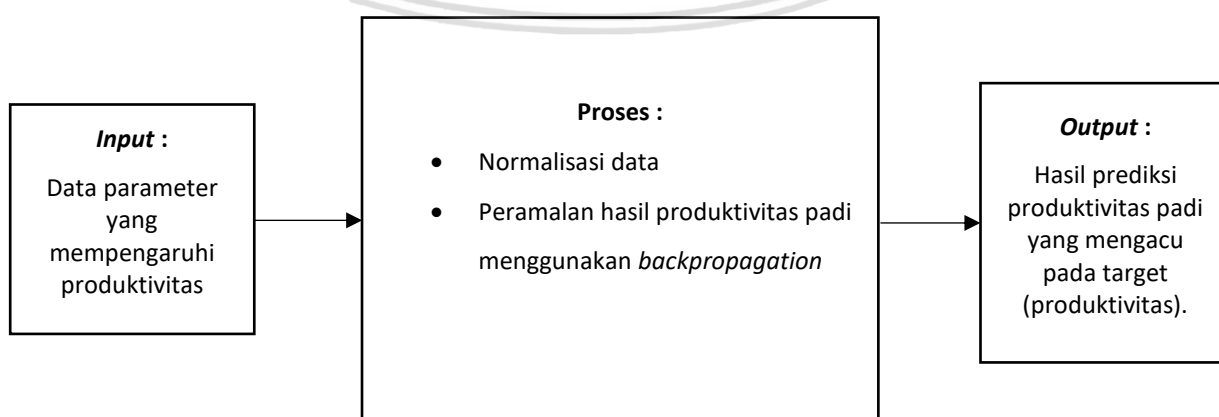 Input :
Data parameter
yang
mempengaruhi
produktivitas
Proses :
• Normalisasi data
• Peramalan hasil produktivitas padi
menggunakan backpropagation
Output :
Hasil prediksi
produktivitas padi
yang mengacu
pada target
(produktivitas).